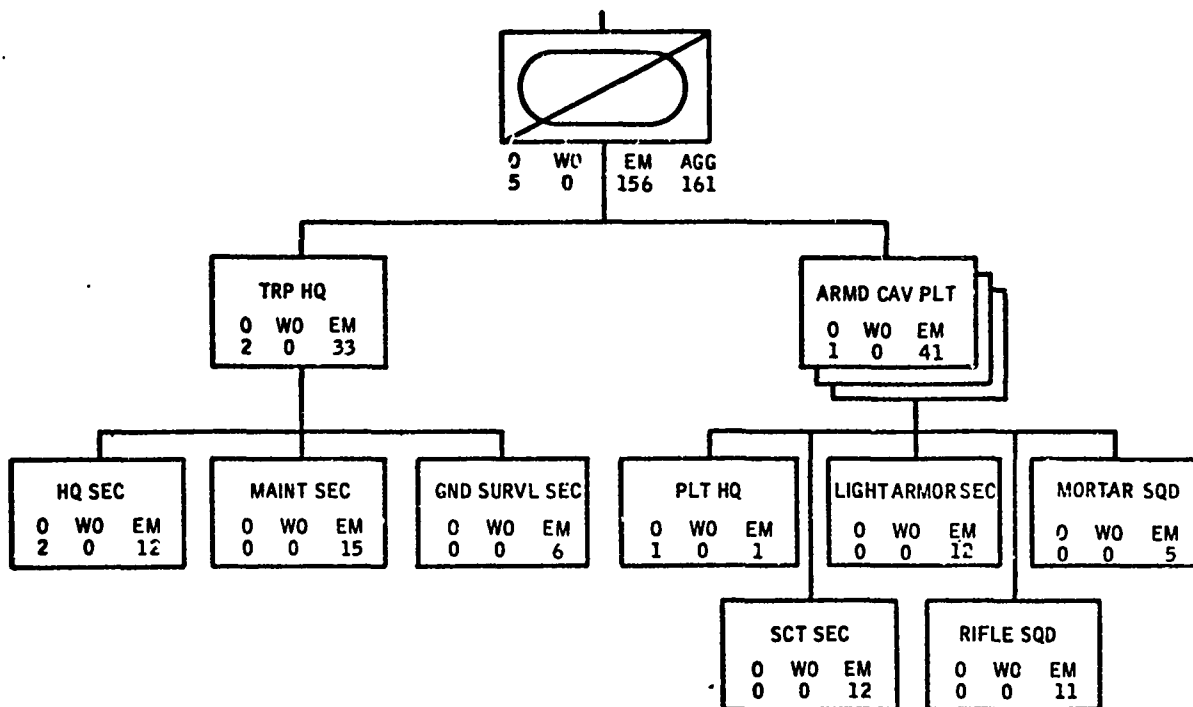 O WO EM AGG
5 0 156 161
TRP HQ
O WO EM
2 0 33
ARMD CAV PLT
O WO EM
1 0 41
HQ SEC
O WO EM
2 0 12
MAINT SEC
O WO EM
0 0 15
GND SURVL SEC
O WO EM
0 0 6
PLT HQ
O WO EM
1 0 1
LIGHT ARMOR SEC
O WO EM
0 0 12
MORTAR SQD
O WO EM
0 0 5
SCT SEC
O WO EM
0 0 12
RIFLE SQD
O WO EM
0 0 11